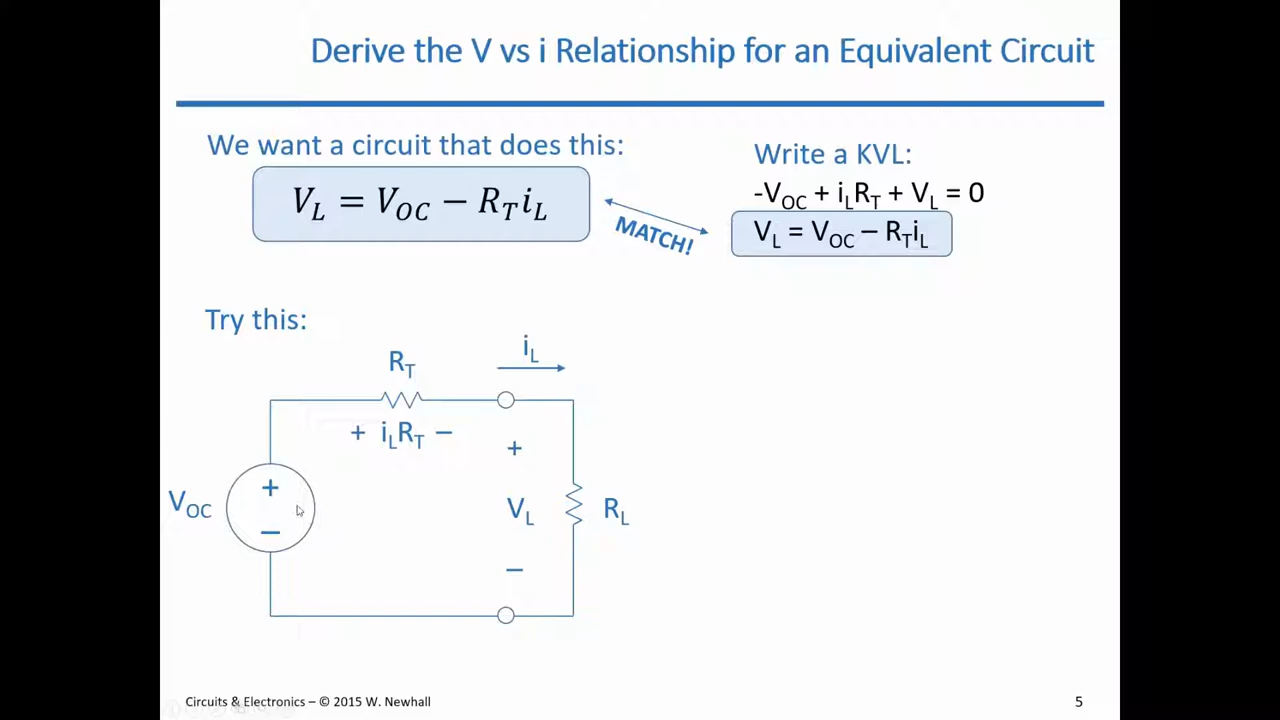 Derive the V vs i Relationship for an Equivalent Circuit
We want a circuit that does this:
V_L = V_OC − R_T i_L
MATCH!
Write a KVL:
-V_OC + i_L R_T + V_L = 0
V_L = V_OC – R_T i_L
Try this:
R_T
i_L
+ i_L R_T −
+
V_OC
+
−
V_L
R_L
−
Circuits & Electronics – © 2015 W. Newhall
5